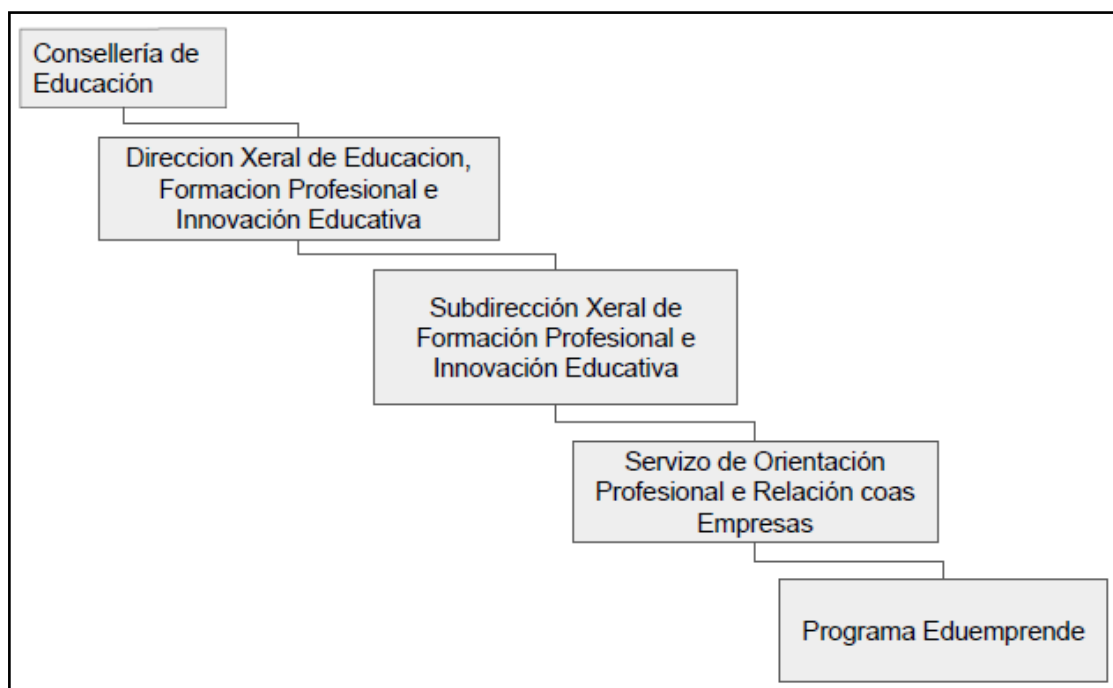 Consellería de
Educación
Direccion Xeral de Educacion,
Formacion Profesional e
Innovación Educativa
Subdirección Xeral de
Formación Profesional e
Innovación Educativa
Servizo de Orientación
Profesional e Relación coas
Empresas
Programa Eduemprende